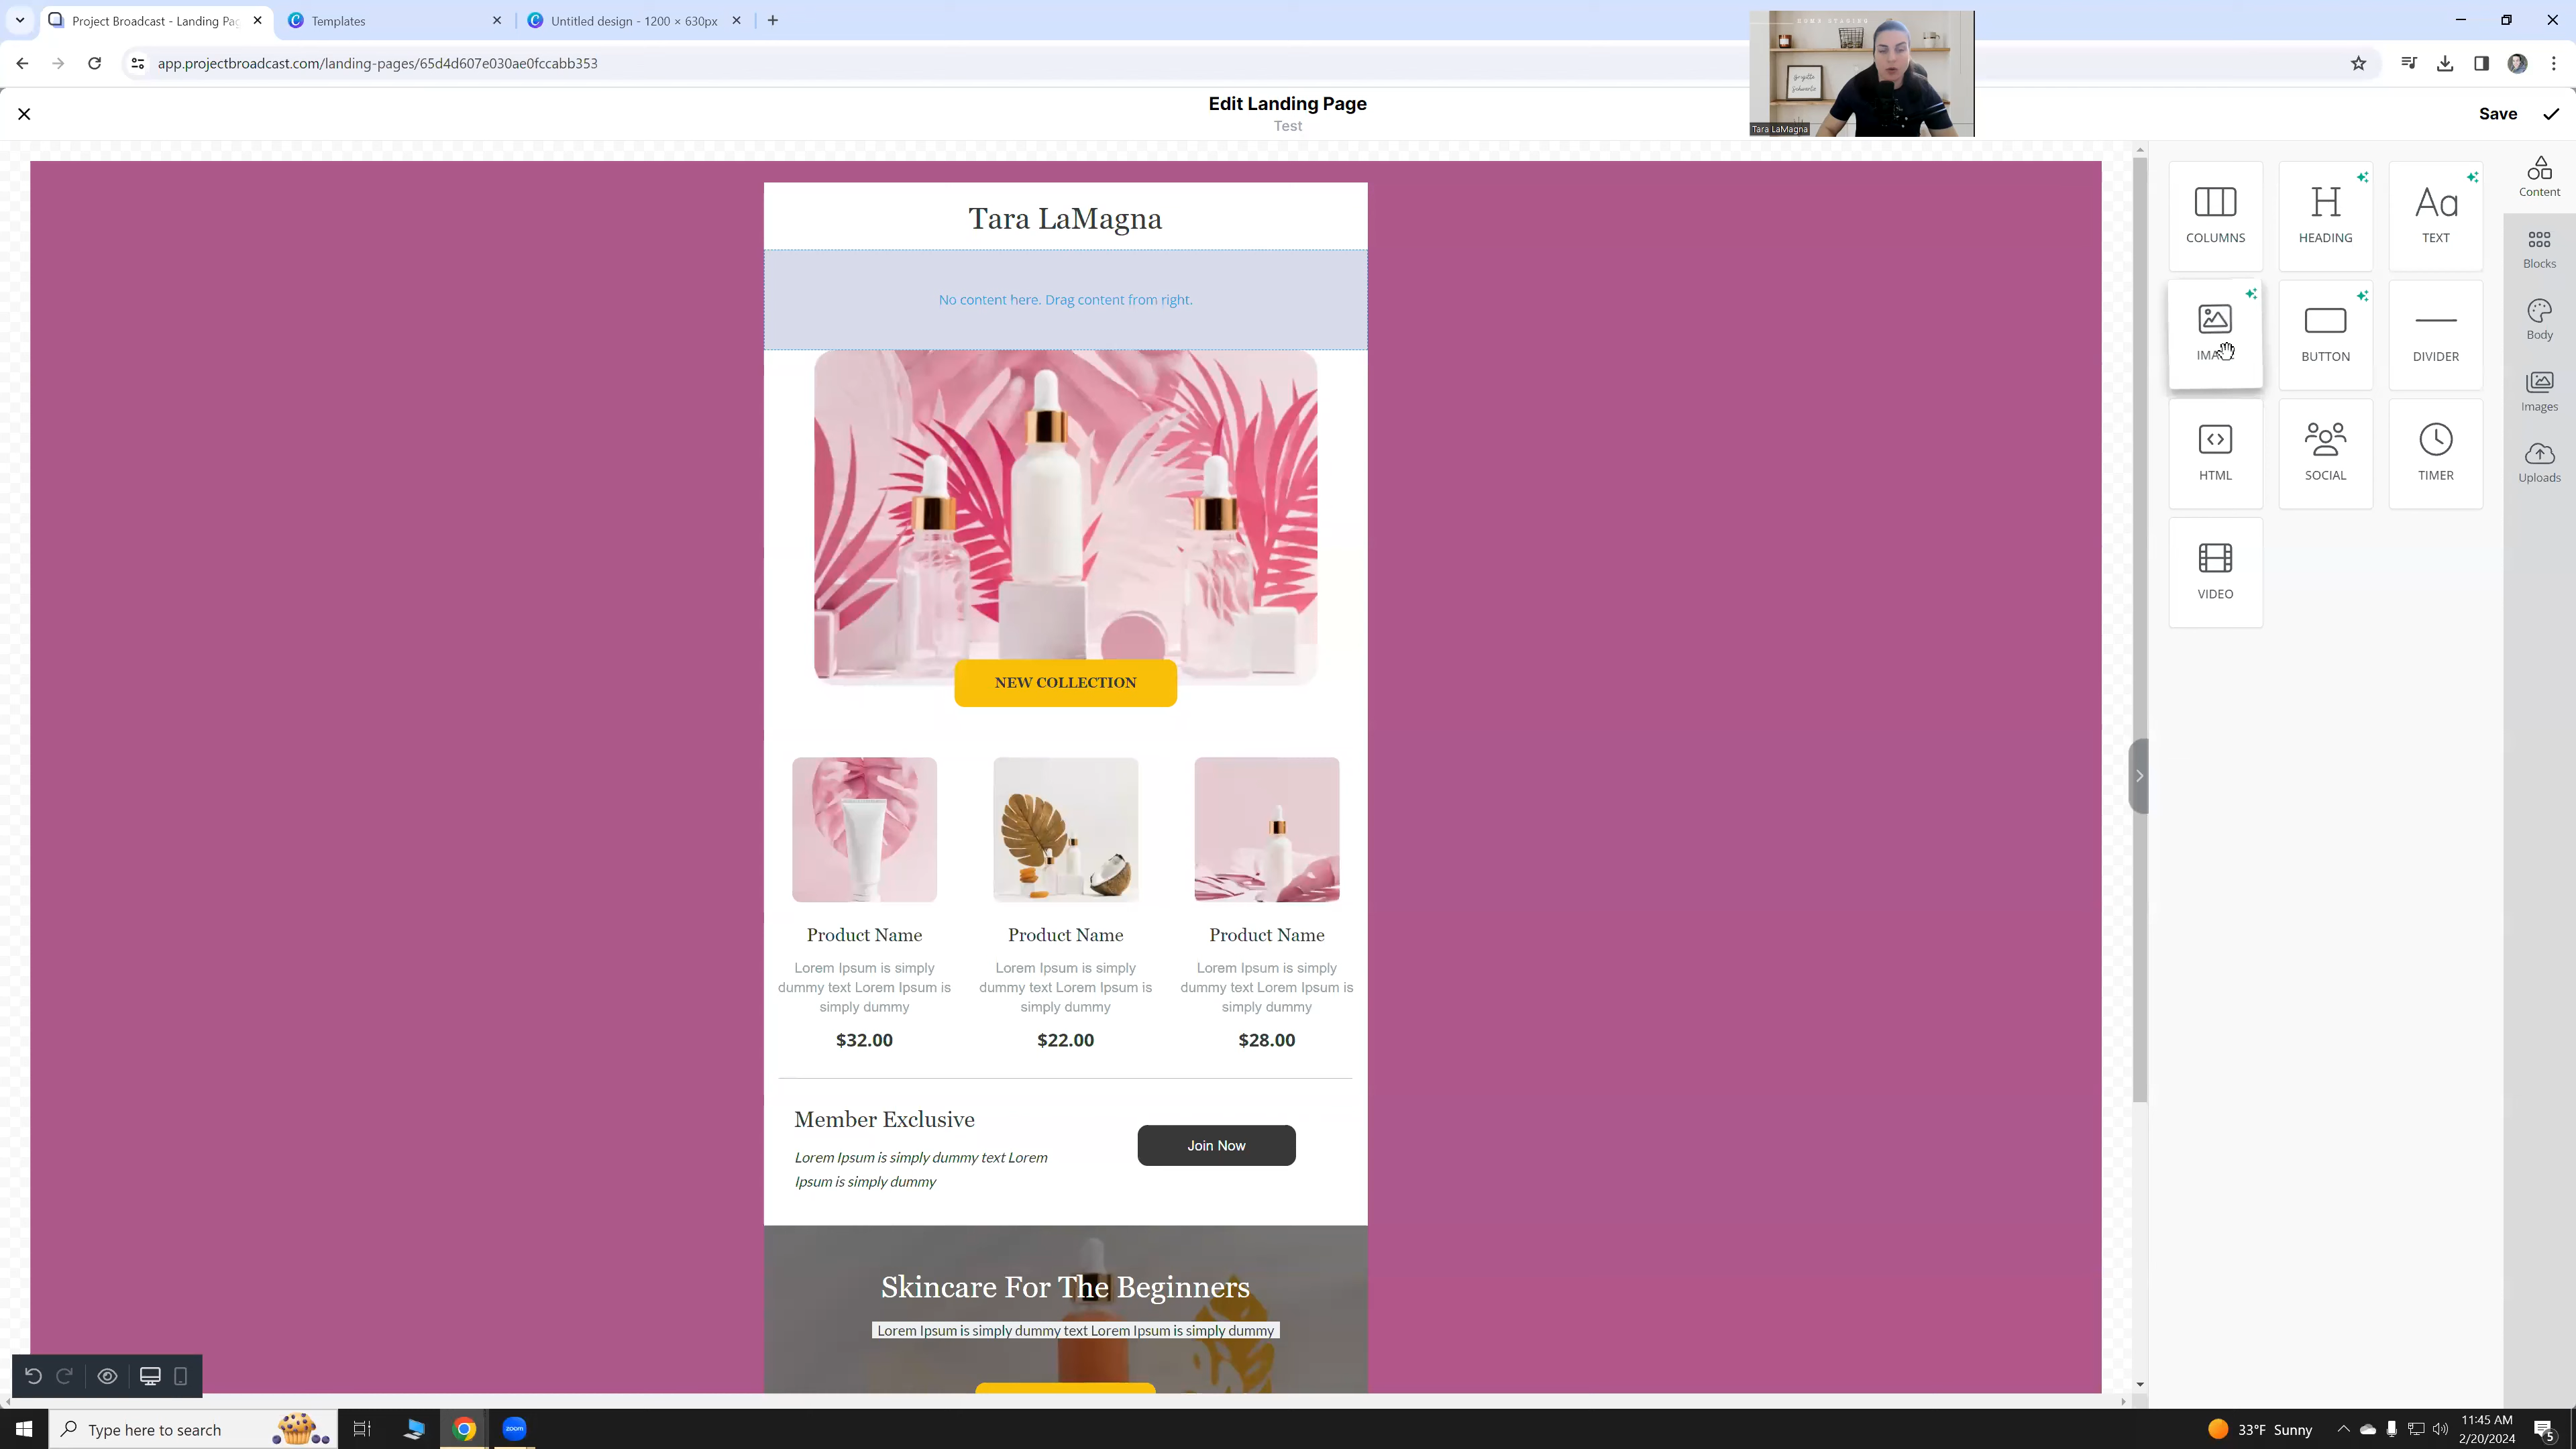 Project Broadcast - Landing Pag
Templates
Untitled design - 1200 × 630px
app.projectbroadcast.com/landing-pages/65d4d607e030ae0fccabb353
HOME STAGING
Tara LaMagna
Edit Landing Page
Test
Save
Tara LaMagna
No content here. Drag content from right.
NEW COLLECTION
Product Name
Product Name
Product Name
Lorem Ipsum is simply
dummy text Lorem Ipsum is
simply dummy
Lorem Ipsum is simply
dummy text Lorem Ipsum is
simply dummy
Lorem Ipsum is simply
dummy text Lorem Ipsum is
simply dummy
$32.00
$22.00
$28.00
Member Exclusive
Lorem Ipsum is simply dummy text Lorem
Ipsum is simply dummy
Join Now
Skincare For The Beginners
Lorem Ipsum is simply dummy text Lorem Ipsum is simply dummy
COLUMNS
HEADING
TEXT
BUTTON
DIVIDER
HTML
SOCIAL
TIMER
VIDEO
Content
Blocks
Body
Images
Uploads
Type here to search
zoom
33°F Sunny
11:45 AM
2/20/2024
5